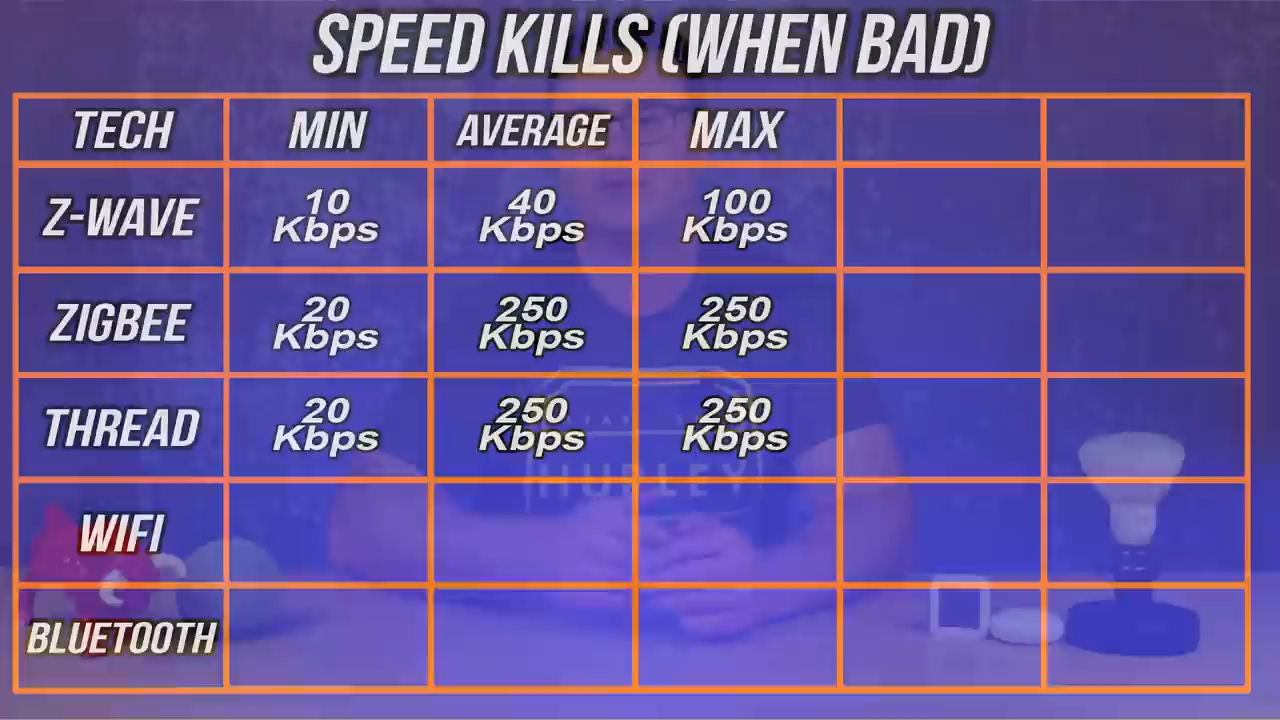 SPEED KILLS (WHEN BAD)
TECH MIN AVERAGE MAX
Z-WAVE 10 Kbps 40 Kbps 100 Kbps
ZIGBEE 20 Kbps 250 Kbps 250 Kbps
THREAD 20 Kbps 250 Kbps 250 Kbps
HURLEY
WIFI
BLUETOOTH